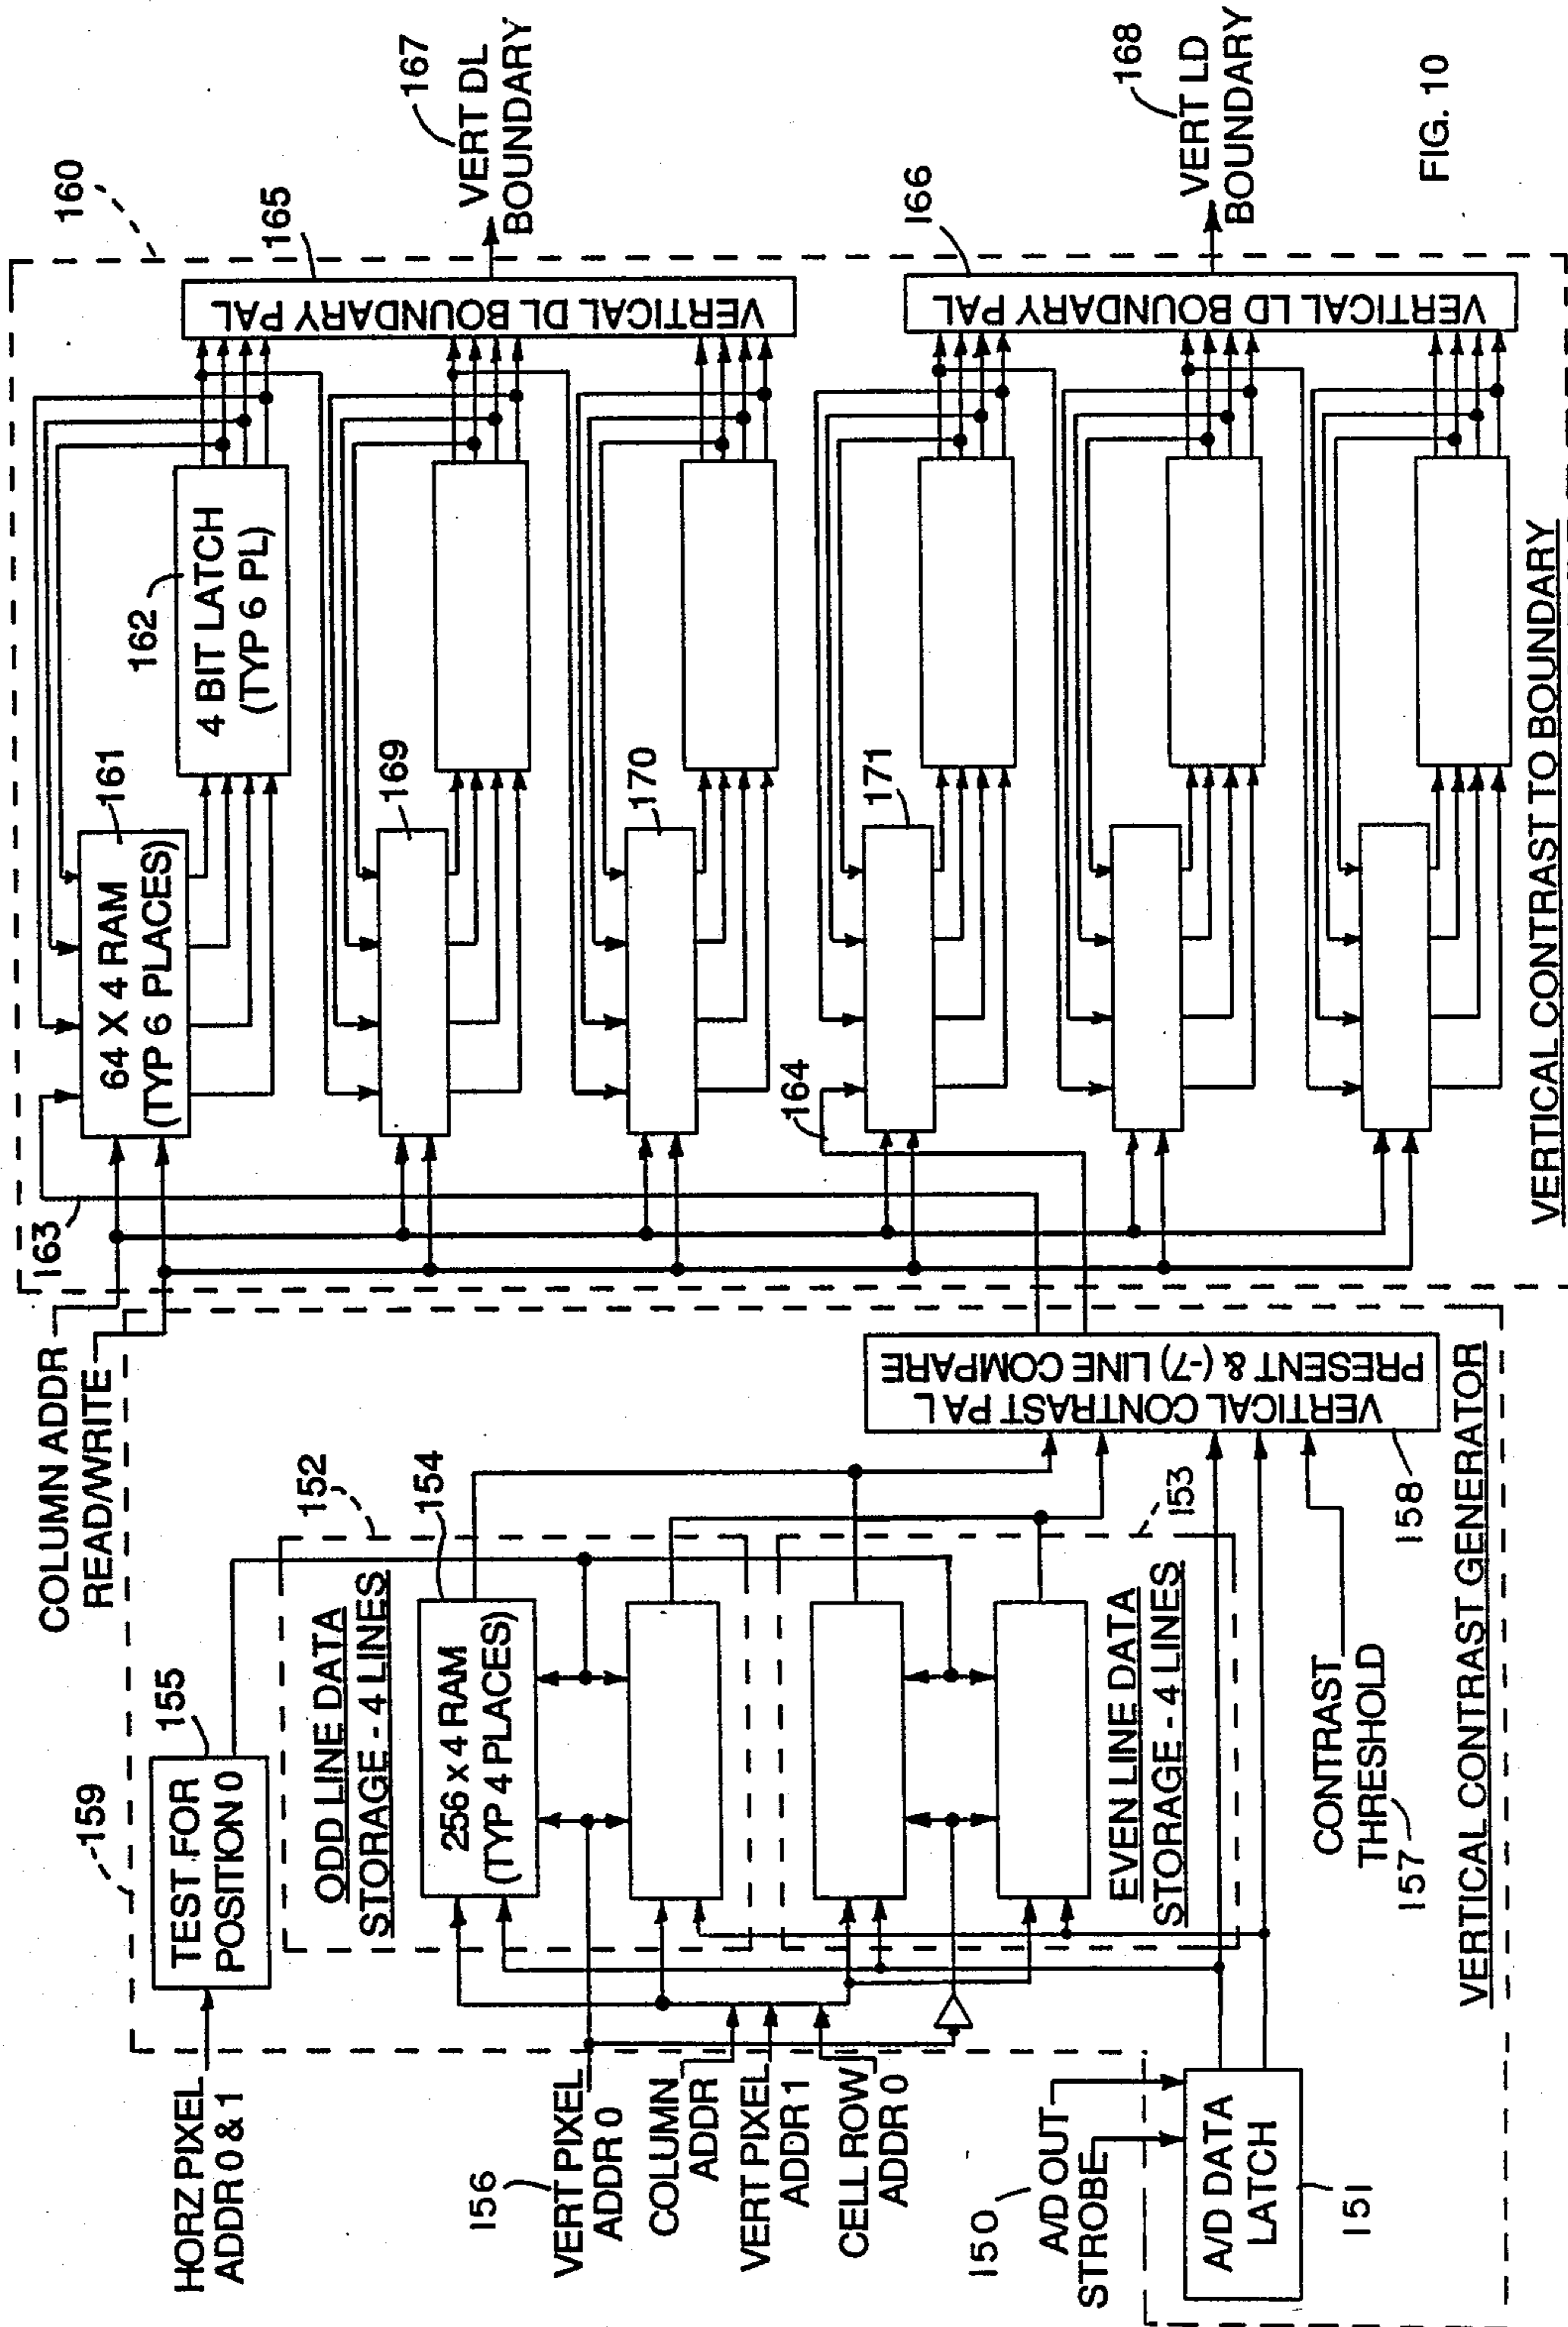 HORZ PIXEL
ADDR 0 & 1
155
TEST FOR
POSITION 0
159
COLUMN ADDR
READ/WRITE
152
ODD LINE DATA
STORAGE - 4 LINES
154
256 x 4 RAM
(TYP 4 PLACES)
156
VERT PIXEL
ADDR 0
COLUMN
ADDR
VERT PIXEL
ADDR 1
CELL ROW
ADDR 0
EVEN LINE DATA
STORAGE - 4 LINES
153
150
A/D OUT
STROBE
A/D DATA
LATCH
151
CONTRAST
THRESHOLD
157
VERTICAL CONTRAST PAL
PRESENT & (-7) LINE COMPARE
158
VERTICAL CONTRAST GENERATOR
163
64 X 4 RAM
(TYP 6 PLACES)
161
162
4 BIT LATCH
(TYP 6 PL)
160
165
VERTICAL DL BOUNDARY PAL
167
VERT DL
BOUNDARY
169
170
164
171
166
VERTICAL LD BOUNDARY PAL
168
VERT LD
BOUNDARY
VERTICAL CONTRAST TO BOUNDARY
FIG. 10